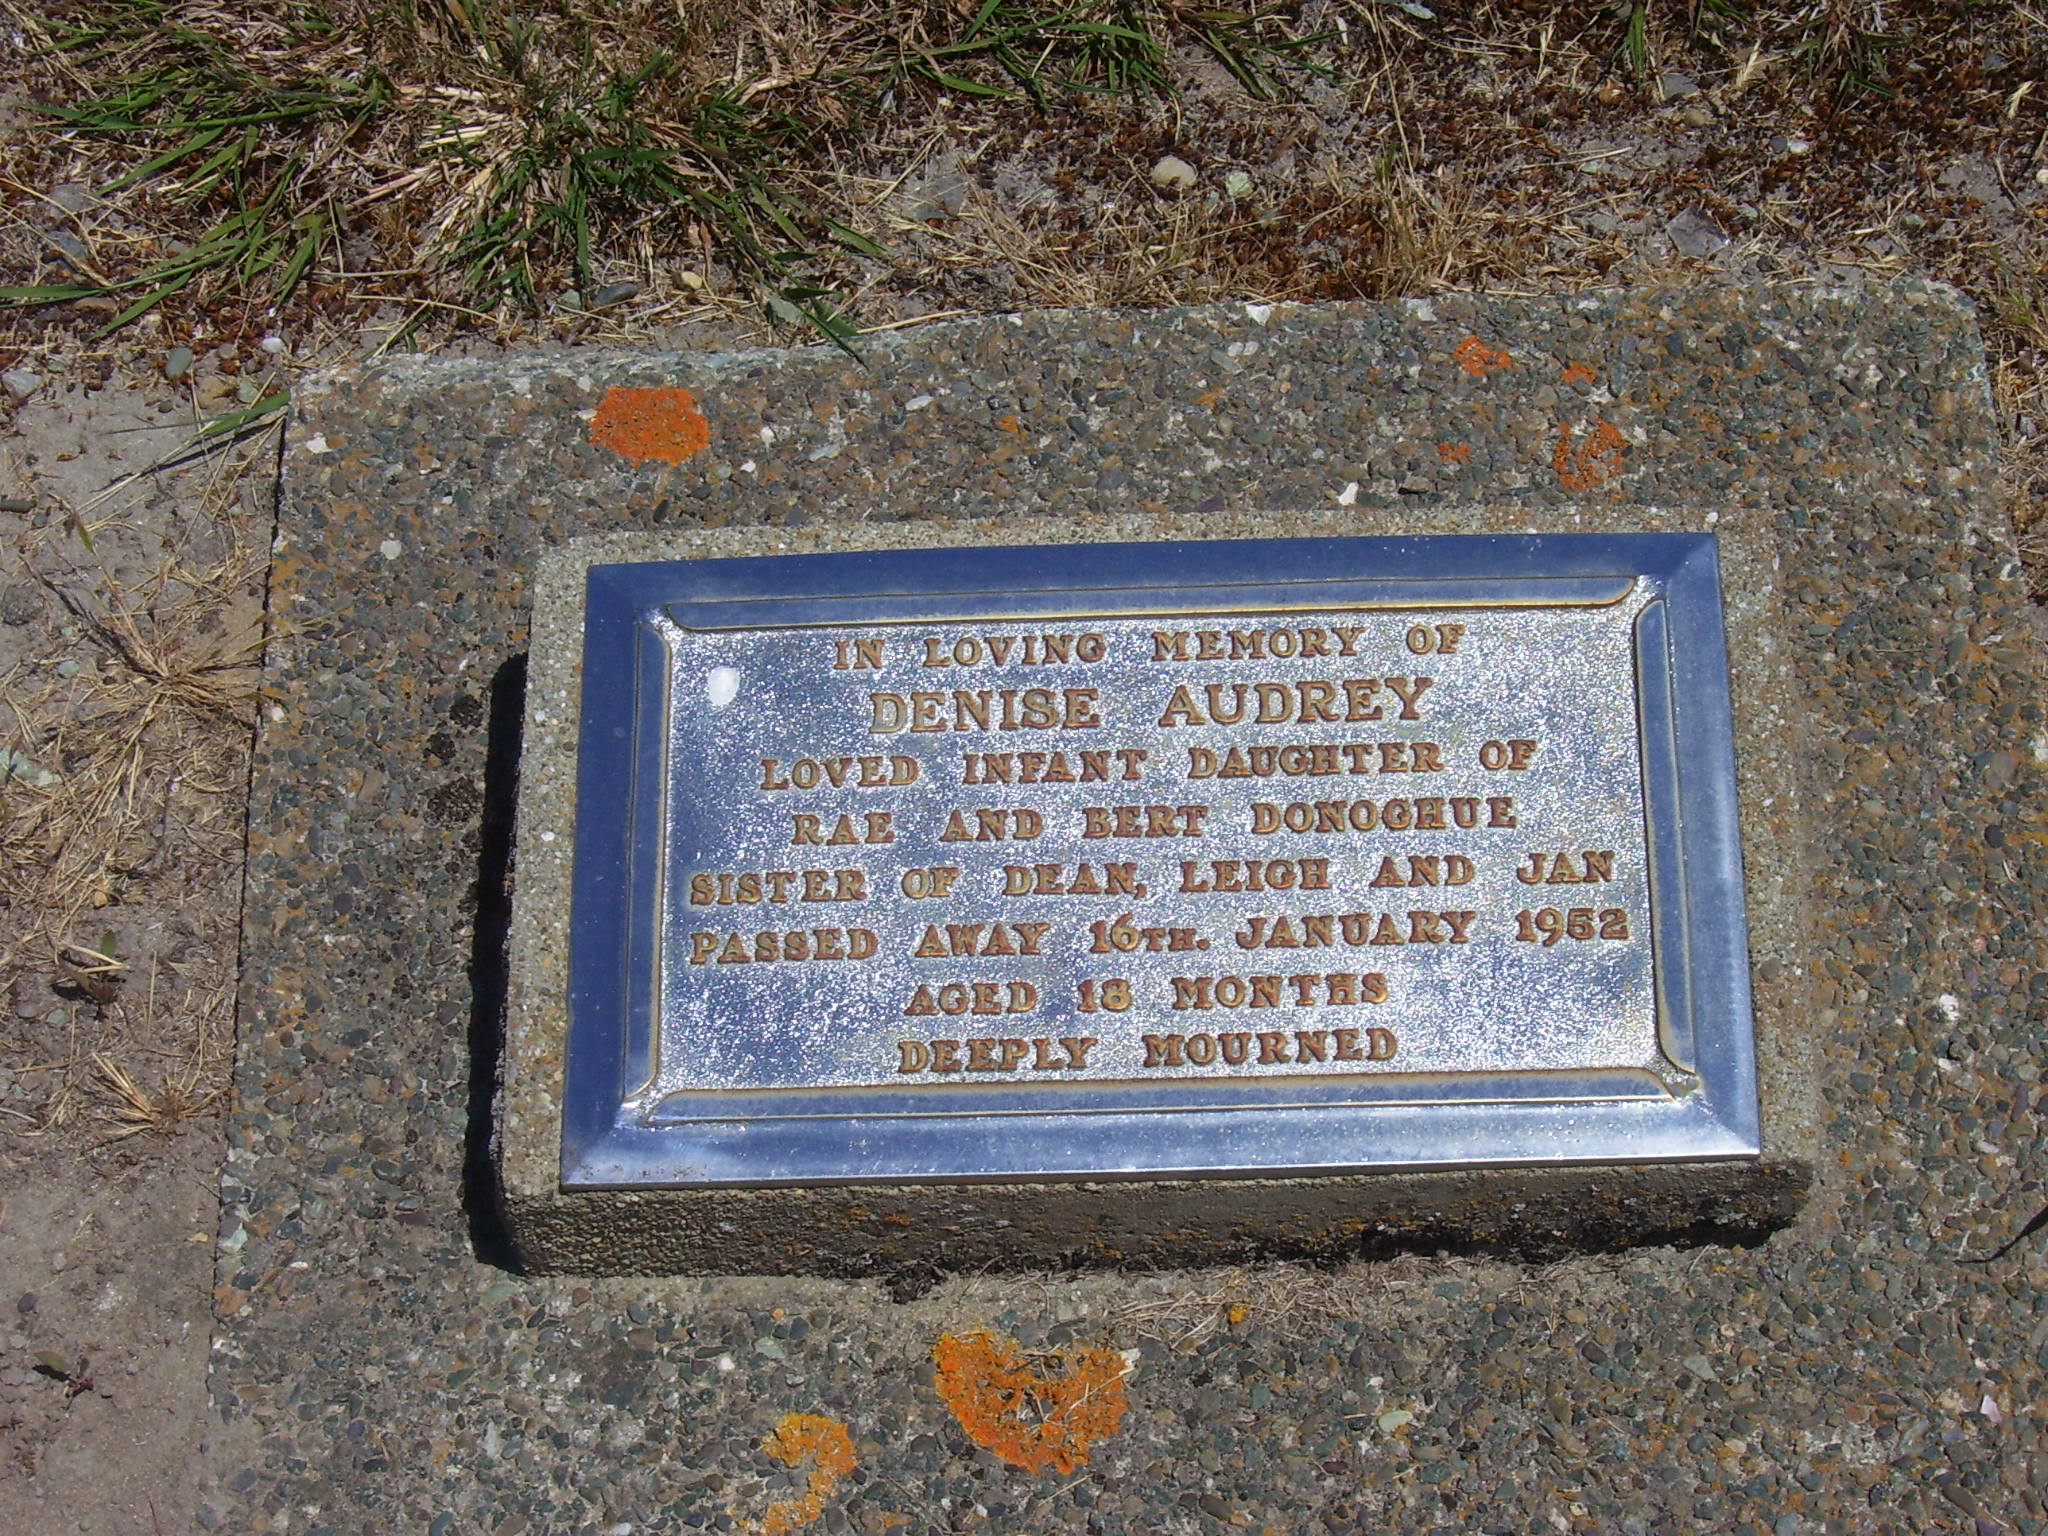 IN LOVING MEMORY OF
DENISE AUDREY
LOVED INFANT DAUGHTER OF
RAE AND BERT DONOGHUE
SISTER OF DEAN, LEIGH AND JAN
PASSED AWAY 16TH. JANUARY 1952
AGED 18 MONTHS
DEEPLY MOURNED